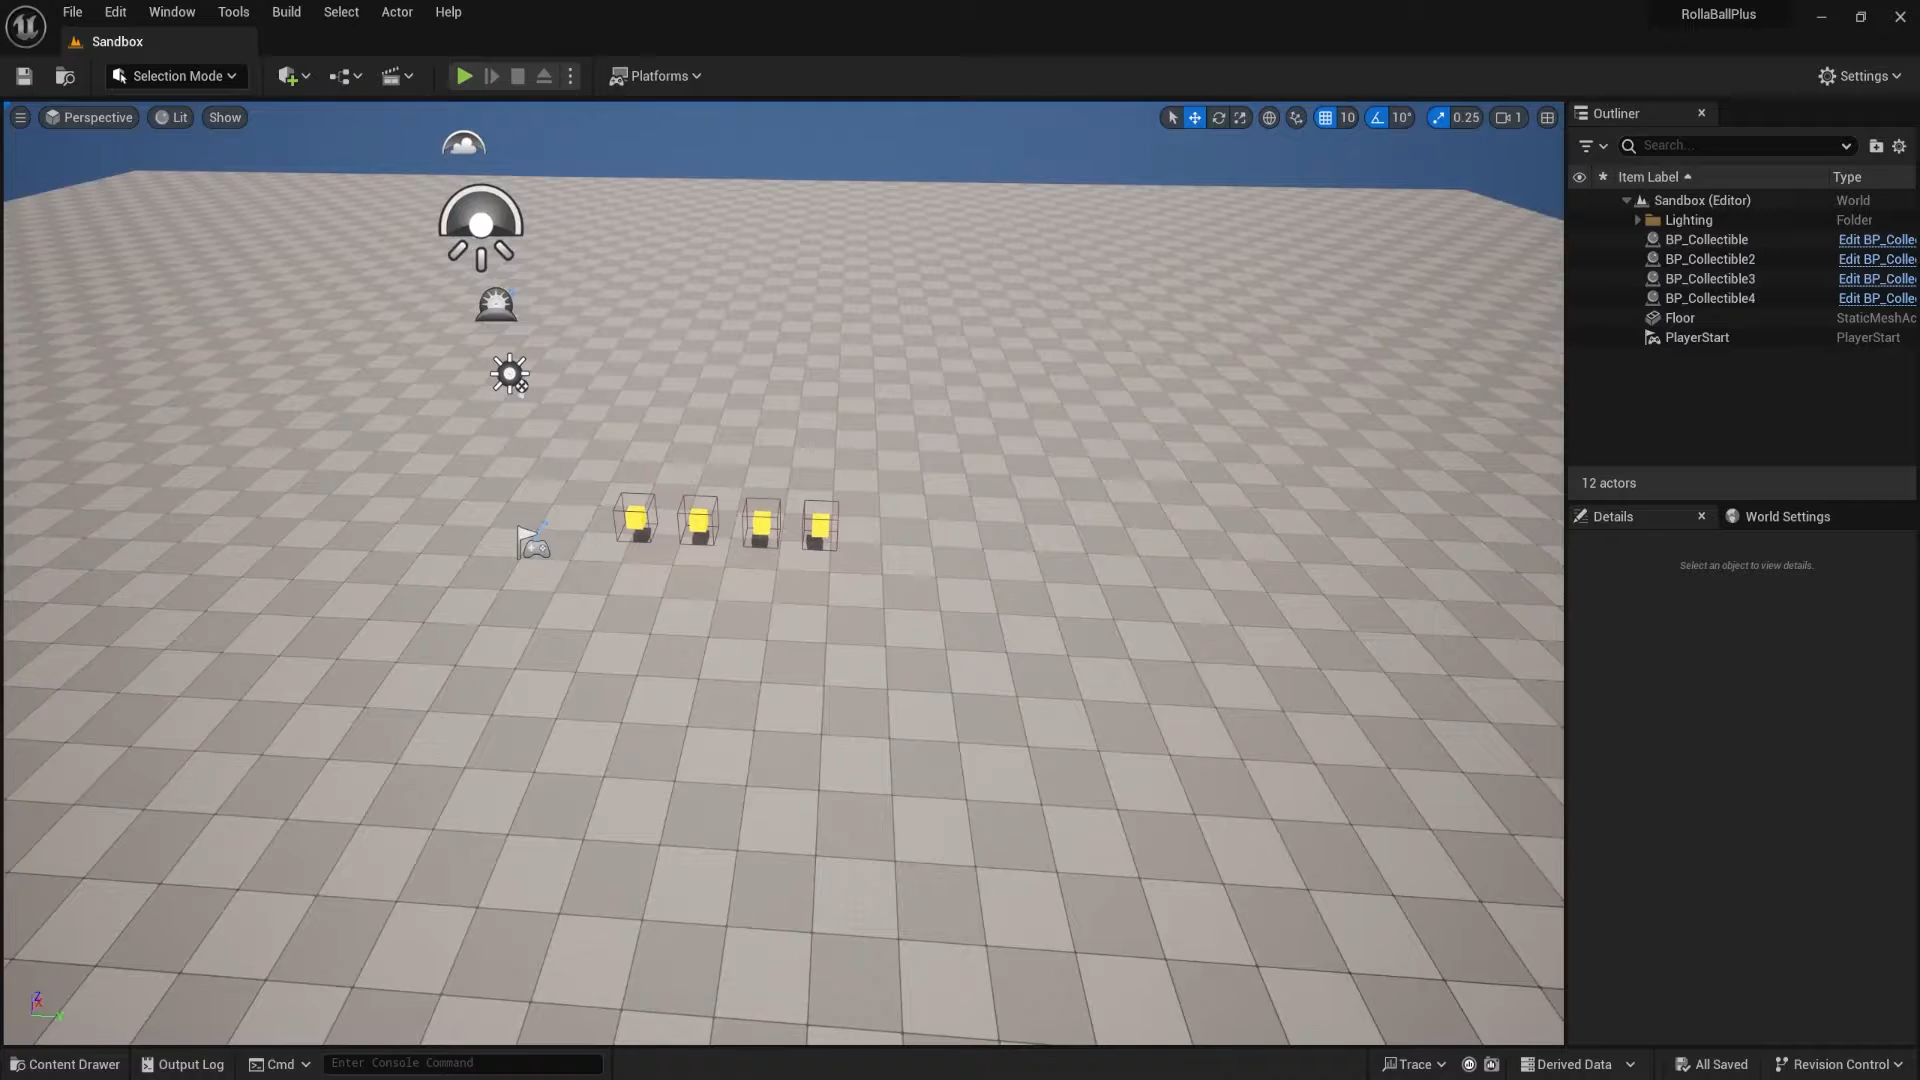 File Edit Window Tools Build Select Actor Help
RollaBallPlus
Sandbox
Selection Mode
Platforms
Settings
Perspective
Lit
Show
10
10°
0.25
1
Outliner
Search...
Item Label
Type
Sandbox (Editor)
World
Lighting
Folder
BP_Collectible
Edit BP_Colle
BP_Collectible2
Edit BP_Colle
BP_Collectible3
Edit BP_Colle
BP_Collectible4
Edit BP_Colle
Floor
StaticMeshAc
PlayerStart
PlayerStart
12 actors
Details
World Settings
Select an object to view details.
Z
Content Drawer
Output Log
Cmd
Enter Console Command
Trace
Derived Data
All Saved
Revision Control